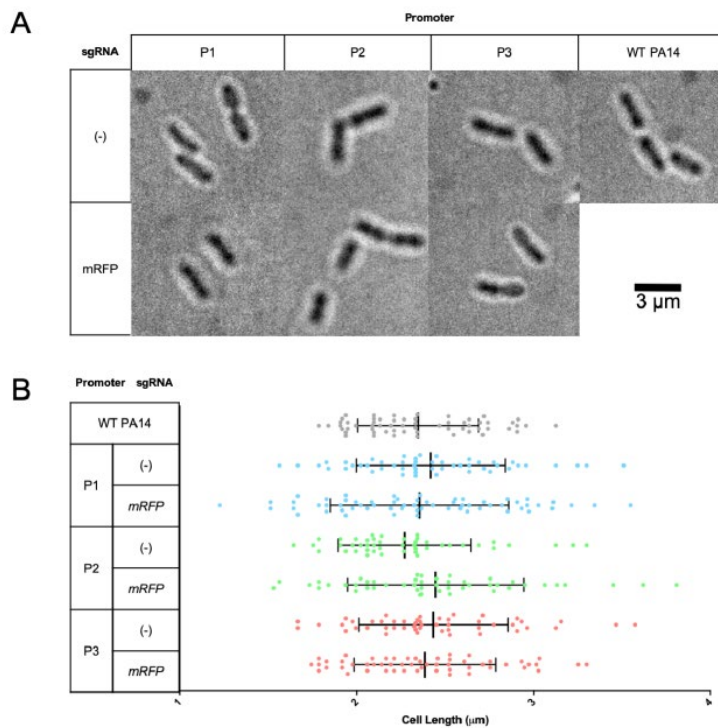 A
Promoter
sgRNA P1 P2 P3 WT PA14
(-)
mRFP
3 μm
B
Promoter sgRNA
WT PA14
P1 (-)
mRFP
P2 (-)
mRFP
P3 (-)
mRFP
1 2 3 4
Cell Length (μm)